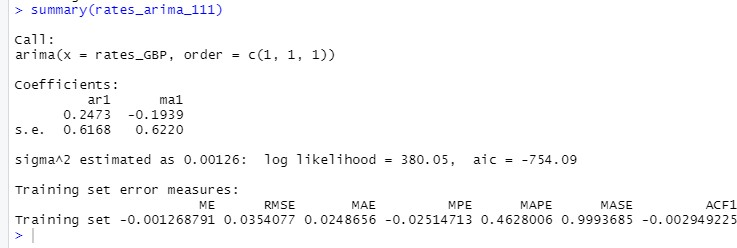 > summary(rates_arima_111)
Call:
arima(x = rates_GBP, order = c(1, 1, 1))
Coefficients:
ar1 ma1
0.2473 -0.1939
s.e. 0.6168 0.6220
sigma^2 estimated as 0.00126: log likelihood = 380.05, aic = -754.09
Training set error measures:
ME RMSE MAE MPE MAPE MASE ACF1
Training set -0.001268791 0.0354077 0.0248656 -0.02514713 0.4628006 0.9993685 -0.002949225
>